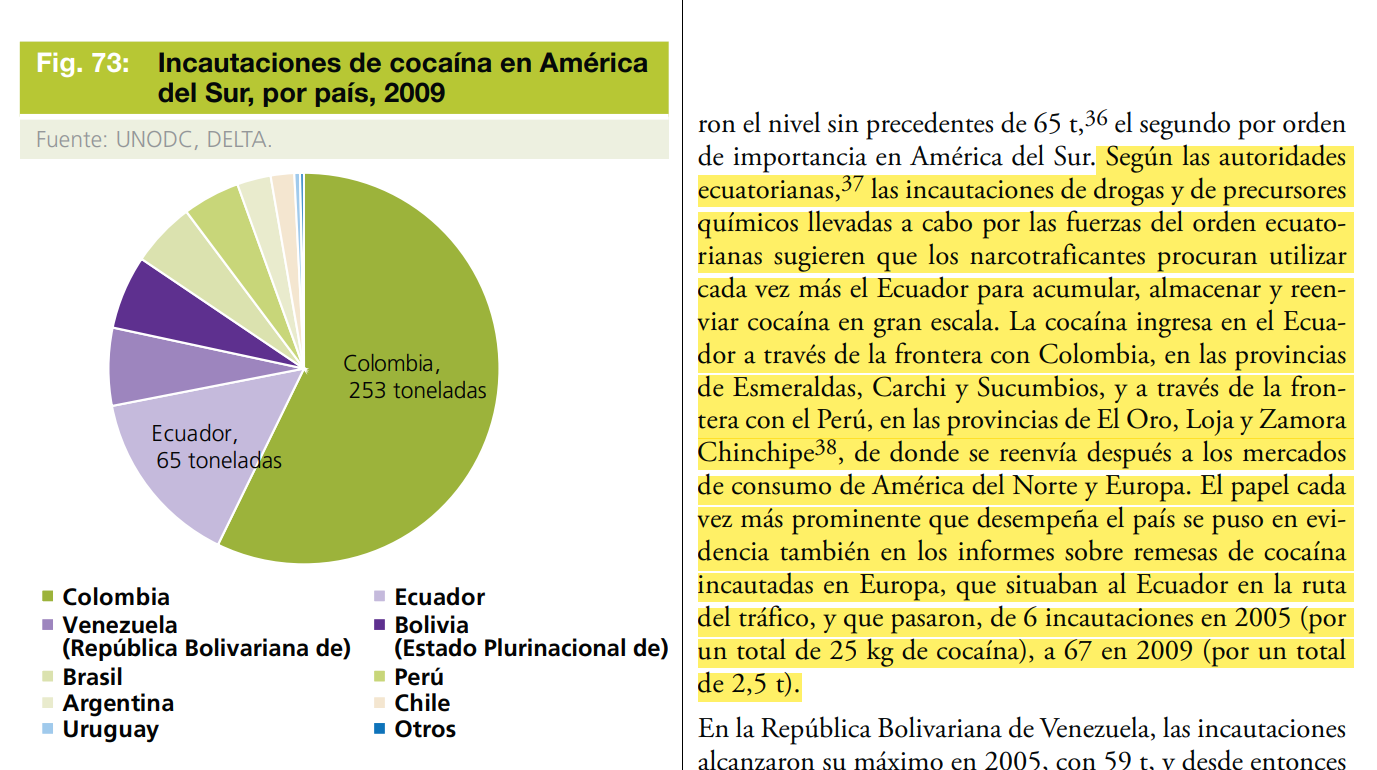 Fig. 73: Incautaciones de cocaína en América
del Sur, por país, 2009
Fuente: UNODC, DELTA.
Colombia,
253 toneladas
Ecuador,
65 toneladas
Colombia
Ecuador
Venezuela
(República Bolivariana de)
Bolivia
(Estado Plurinacional de)
Brasil
Perú
Argentina
Chile
Uruguay
Otros
ron el nivel sin precedentes de 65 t,36 el segundo por orden
de importancia en América del Sur. Según las autoridades
ecuatorianas,37 las incautaciones de drogas y de precursores
químicos llevadas a cabo por las fuerzas del orden ecuato-
rianas sugieren que los narcotraficantes procuran utilizar
cada vez más el Ecuador para acumular, almacenar y reen-
viar cocaína en gran escala. La cocaína ingresa en el Ecua-
dor a través de la frontera con Colombia, en las provincias
de Esmeraldas, Carchi y Sucumbios, y a través de la fron-
tera con el Perú, en las provincias de El Oro, Loja y Zamora
Chinchipe38, de donde se reenvía después a los mercados
de consumo de América del Norte y Europa. El papel cada
vez más prominente que desempeña el país se puso en evi-
dencia también en los informes sobre remesas de cocaína
incautadas en Europa, que situaban al Ecuador en la ruta
del tráfico, y que pasaron, de 6 incautaciones en 2005 (por
un total de 25 kg de cocaína), a 67 en 2009 (por un total
de 2,5 t).
En la República Bolivariana de Venezuela, las incautaciones
alcanzaron su máximo en 2005, con 59 t, y desde entonces